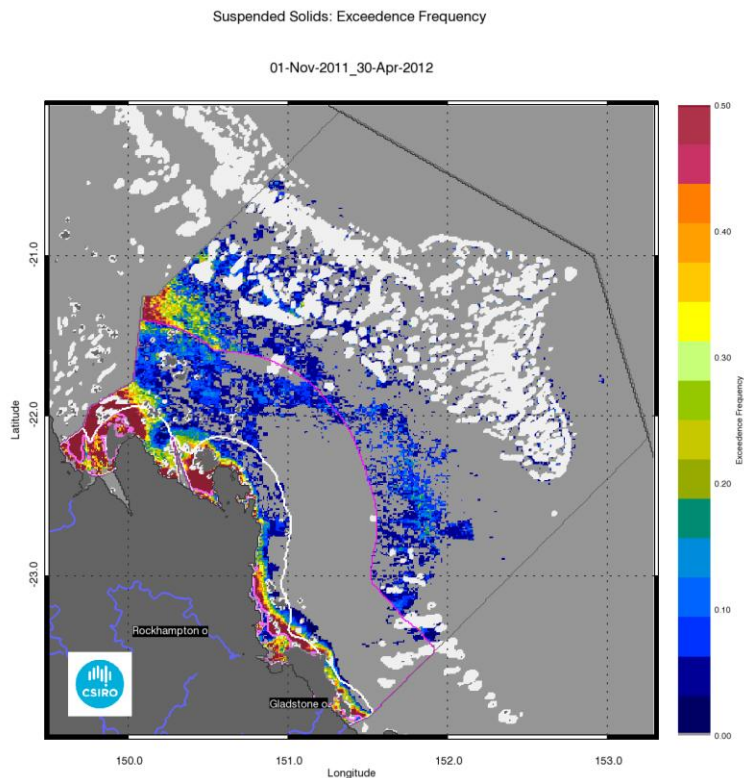 Suspended Solids: Exceedence Frequency
01-Nov-2011_30-Apr-2012
0.50
0.40
-21.0
0.30
Latitude
-22.0
Exceedence Frequency
0.20
-23.0
0.10
Rockhampton o
CSIRO
Gladstone o
0.00
150.0 151.0 152.0 153.0
Longitude